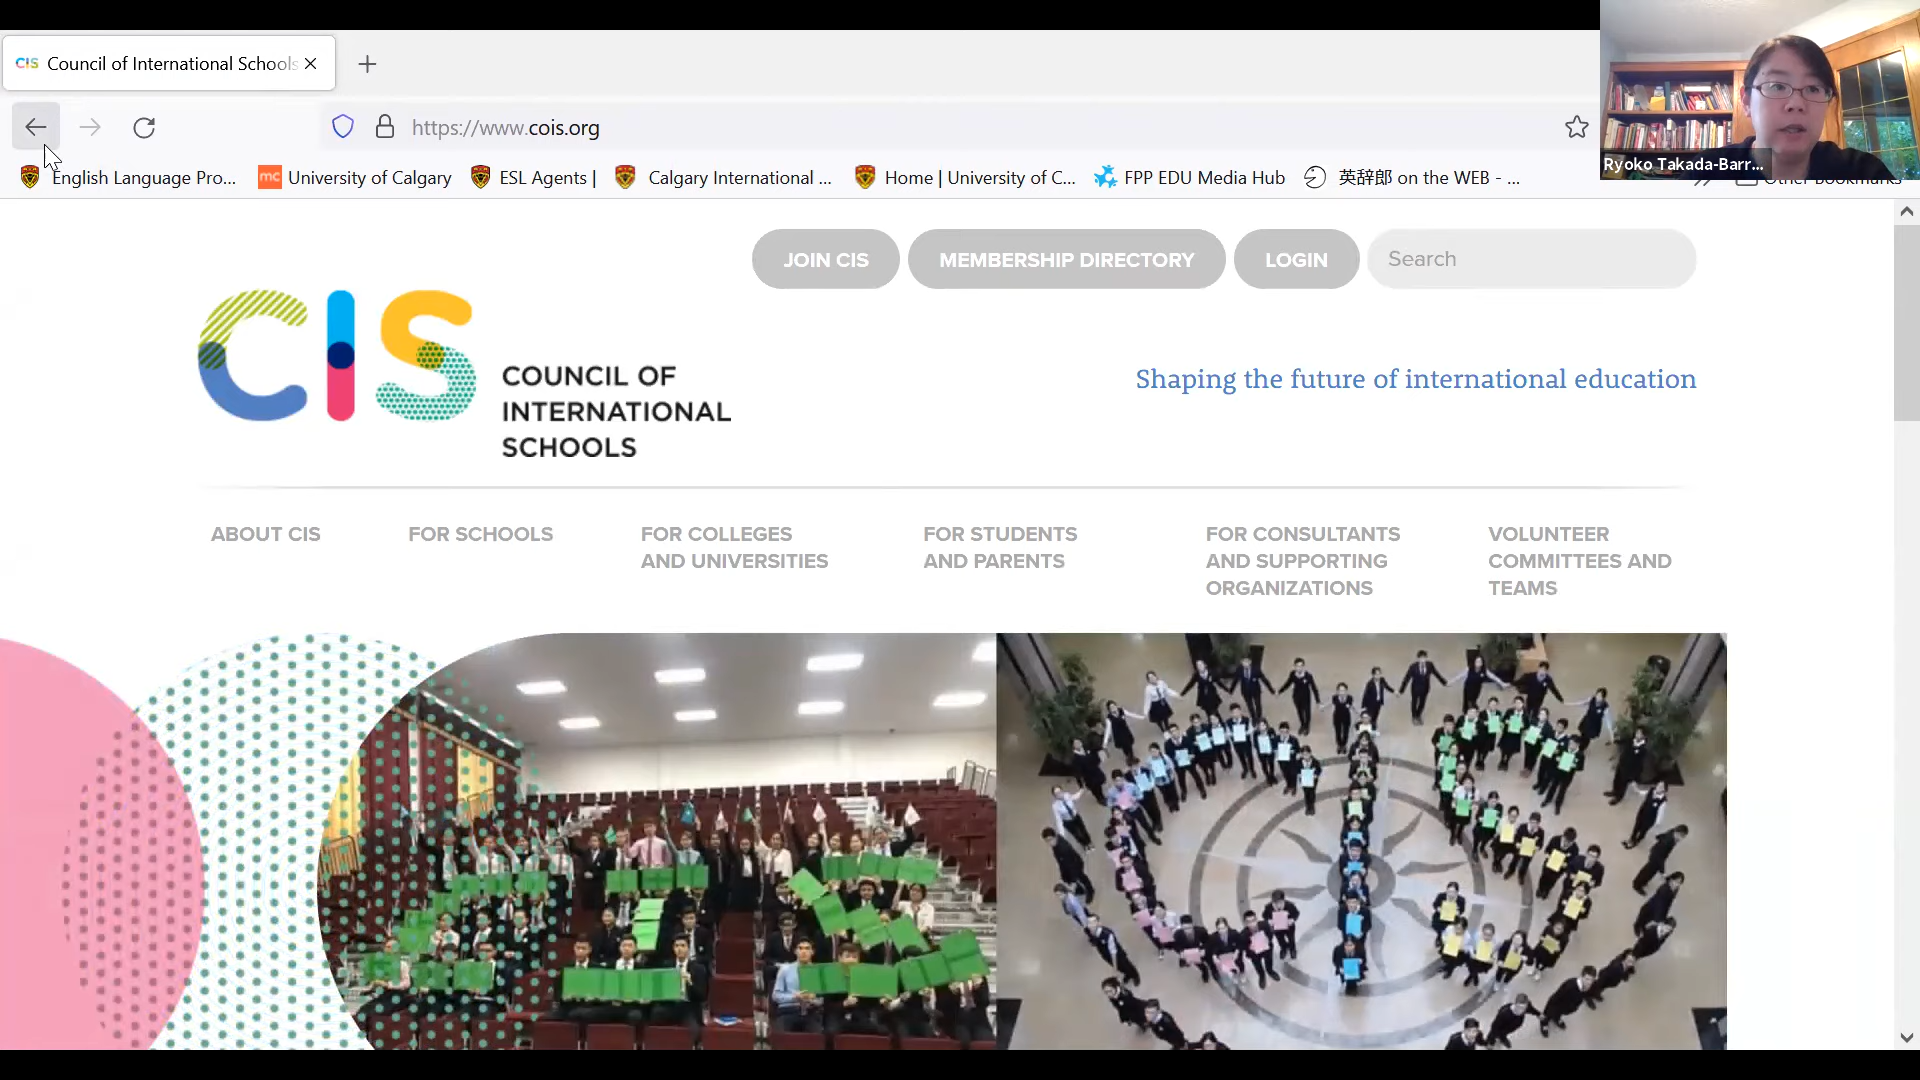 CIS Council of International Schools
https://www.cois.org
English Language Pro...
University of Calgary
ESL Agents |
Calgary International ...
Home | University of C...
FPP EDU Media Hub
英辞郎 on the WEB - ...
Other Bookmarks
Ryoko Takada-Barr...
JOIN CIS
MEMBERSHIP DIRECTORY
LOGIN
Search
CIS
COUNCIL OF
INTERNATIONAL
SCHOOLS
Shaping the future of international education
ABOUT CIS
FOR SCHOOLS
FOR COLLEGES
AND UNIVERSITIES
FOR STUDENTS
AND PARENTS
FOR CONSULTANTS
AND SUPPORTING
ORGANIZATIONS
VOLUNTEER
COMMITTEES AND
TEAMS